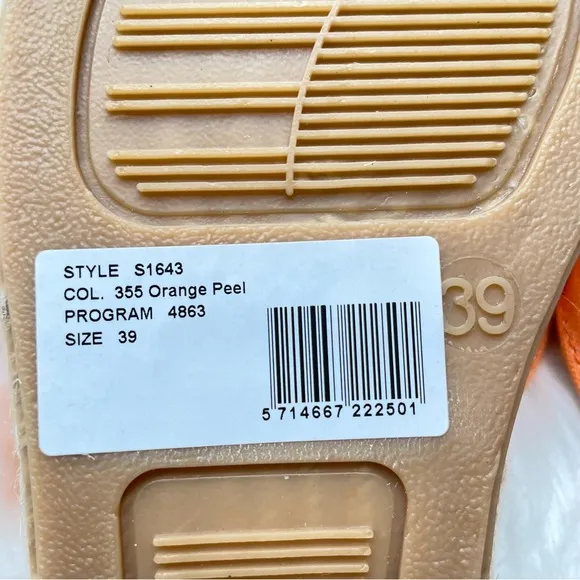 STYLE S1643
COL. 355 Orange Peel
PROGRAM 4863
SIZE 39
5 714667 222501
39